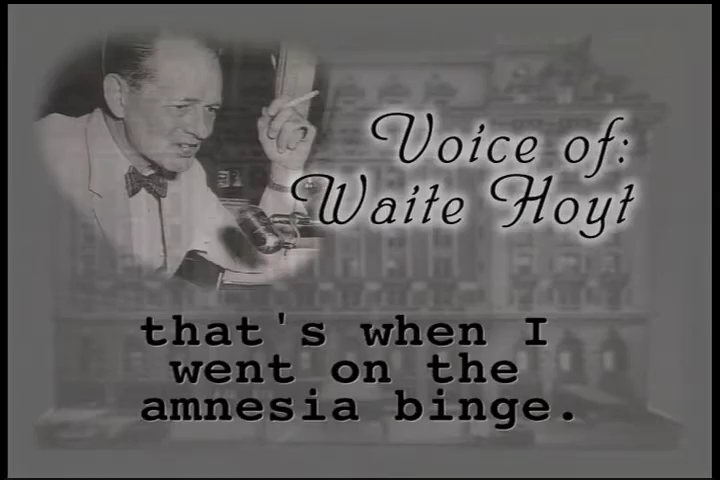 Voice of:
Waite Hoyt
that's when I
went on the
amnesia binge.